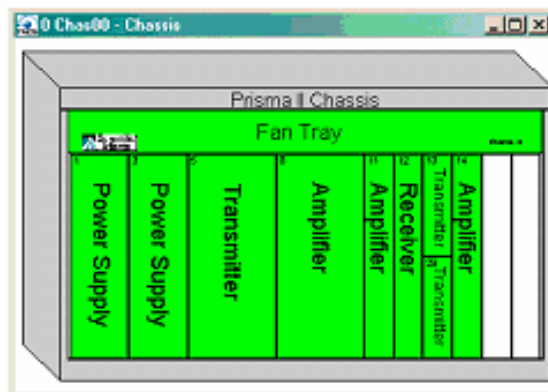 0 Chas00 - Chassis
Prisma II Chassis
Fan Tray
1
3
5
8
11
12
13
14
Power Supply
Power Supply
Transmitter
Amplifier
Amplifier
Receiver
Transmitter
Transmitter
Amplifier